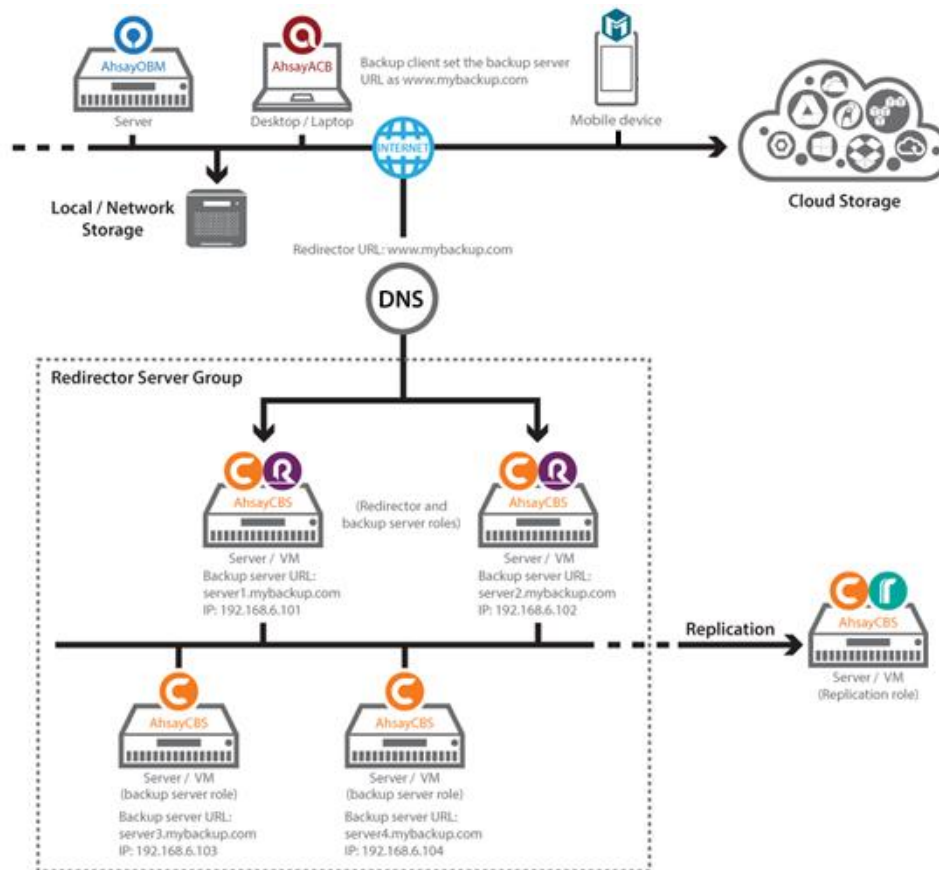 AhsayOBM
Server
AhsayACB
Desktop / Laptop
Backup client set the backup server
URL as www.mybackup.com
Mobile device
INTERNET
Cloud Storage
Local / Network
Storage
Redirector URL: www.mybackup.com
DNS
Redirector Server Group
AhsayCBS
Server / VM
Backup server URL:
server1.mybackup.com
IP: 192.168.6.101
(Redirector and
backup server roles)
AhsayCBS
Server / VM
Backup server URL:
server2.mybackup.com
IP: 192.168.6.102
Replication
AhsayCBS
Server / VM
(Replication role)
AhsayCBS
Server / VM
(backup server role)
Backup server URL:
server3.mybackup.com
IP: 192.168.6.103
AhsayCBS
Server / VM
(backup server role)
Backup server URL:
server4.mybackup.com
IP: 192.168.6.104